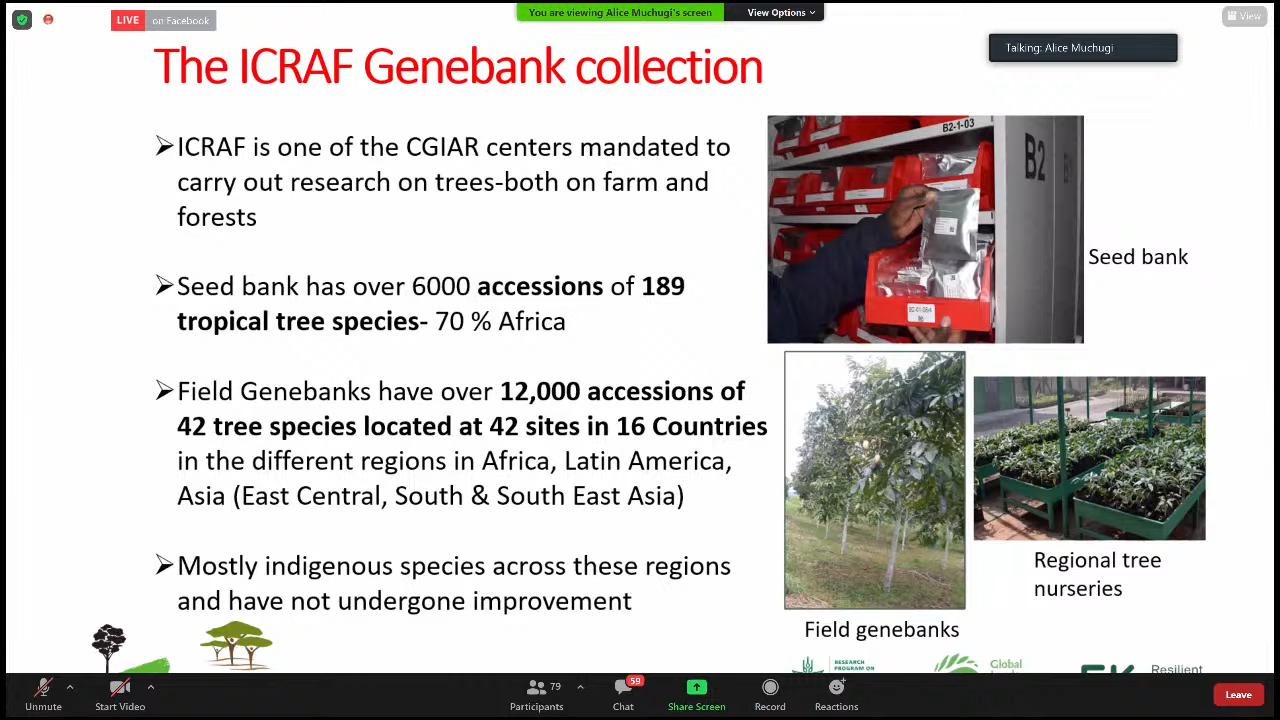 LIVE on Facebook
You are viewing Alice Muchugi's screen
View Options
View
Talking: Alice Muchugi
The ICRAF Genebank collection
➢ICRAF is one of the CGIAR centers mandated to
carry out research on trees-both on farm and
forests
➢Seed bank has over 6000 accessions of 189
tropical tree species- 70 % Africa
➢Field Genebanks have over 12,000 accessions of
42 tree species located at 42 sites in 16 Countries
in the different regions in Africa, Latin America,
Asia (East Central, South & South East Asia)
➢Mostly indigenous species across these regions
and have not undergone improvement
B2-1-03
B2
Seed bank
Regional tree
nurseries
Field genebanks
RESEARCH
PROGRAM ON
Global
Resilient
Unmute
Start Video
79
Participants
59
Chat
Share Screen
Record
Reactions
Leave